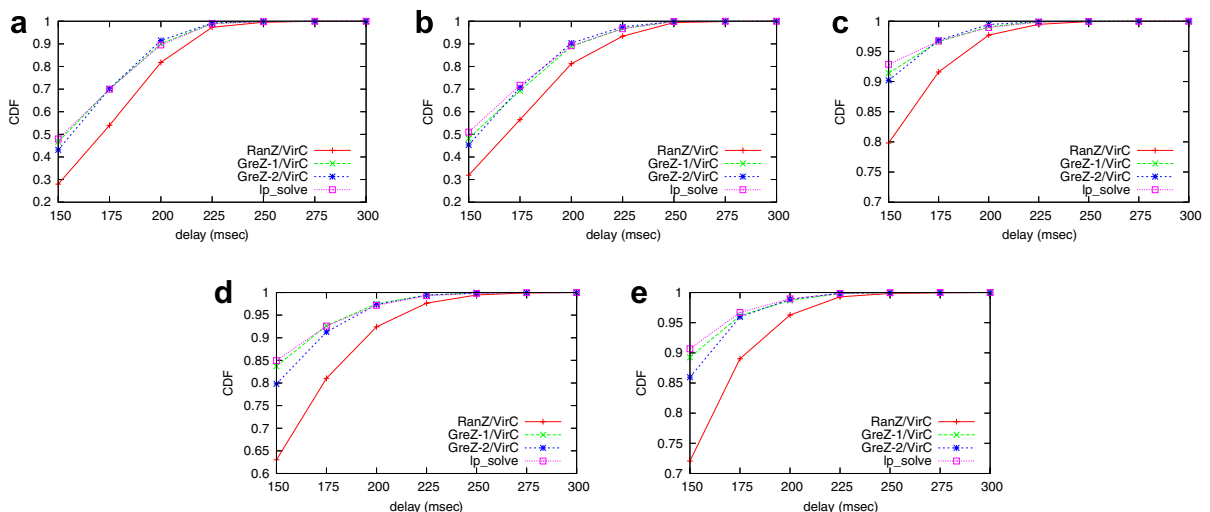 a
1
0.9
0.8
0.7
0.6
0.5
0.4
0.3
0.2
CDF
150 175 200 225 250 275 300
delay (msec)
RanZ/VirC
GreZ-1/VirC
GreZ-2/VirC
lp_solve
b
1
0.9
0.8
0.7
0.6
0.5
0.4
0.3
0.2
CDF
150 175 200 225 250 275 300
delay (msec)
RanZ/VirC
GreZ-1/VirC
GreZ-2/VirC
lp_solve
c
1
0.95
0.9
0.85
0.8
0.75
0.7
CDF
150 175 200 225 250 275 300
delay (msec)
RanZ/VirC
GreZ-1/VirC
GreZ-2/VirC
lp_solve
d
1
0.95
0.9
0.85
0.8
0.75
0.7
0.65
0.6
CDF
150 175 200 225 250 275 300
delay (msec)
RanZ/VirC
GreZ-1/VirC
GreZ-2/VirC
lp_solve
e
1
0.95
0.9
0.85
0.8
0.75
0.7
CDF
150 175 200 225 250 275 300
delay (msec)
RanZ/VirC
GreZ-1/VirC
GreZ-2/VirC
lp_solve